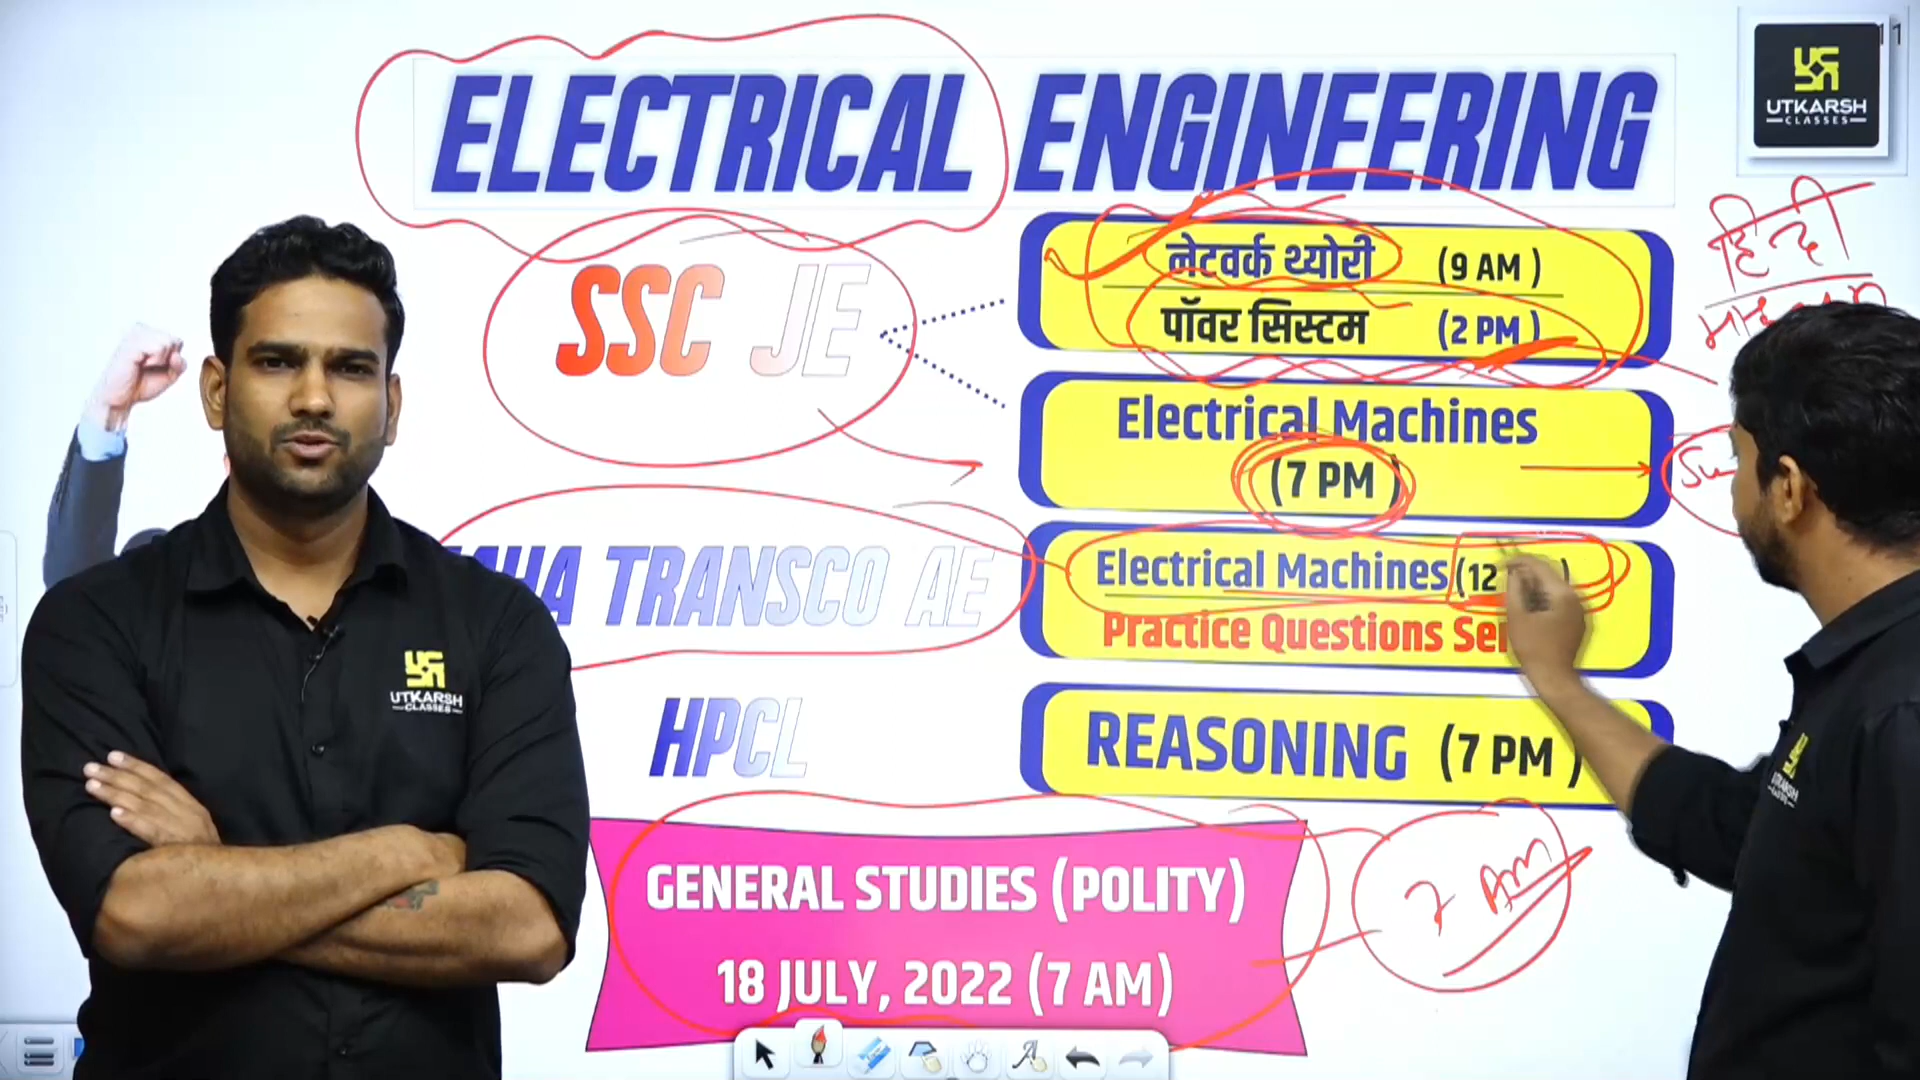 ELECTRICAL ENGINEERING
UTKARSH
CLASSES
SSC JE
नेटवर्क थ्योरी (9 AM )
पॉवर सिस्टम (2 PM )
हिंदी
Electrical Machines
(7 PM )
TRANSCO AE
Electrical Machines (12
Practice Questions
HPCL
REASONING (7 PM )
7 AM
GENERAL STUDIES (POLITY)
18 JULY, 2022 (7 AM)
UTKARSH
CLASSES